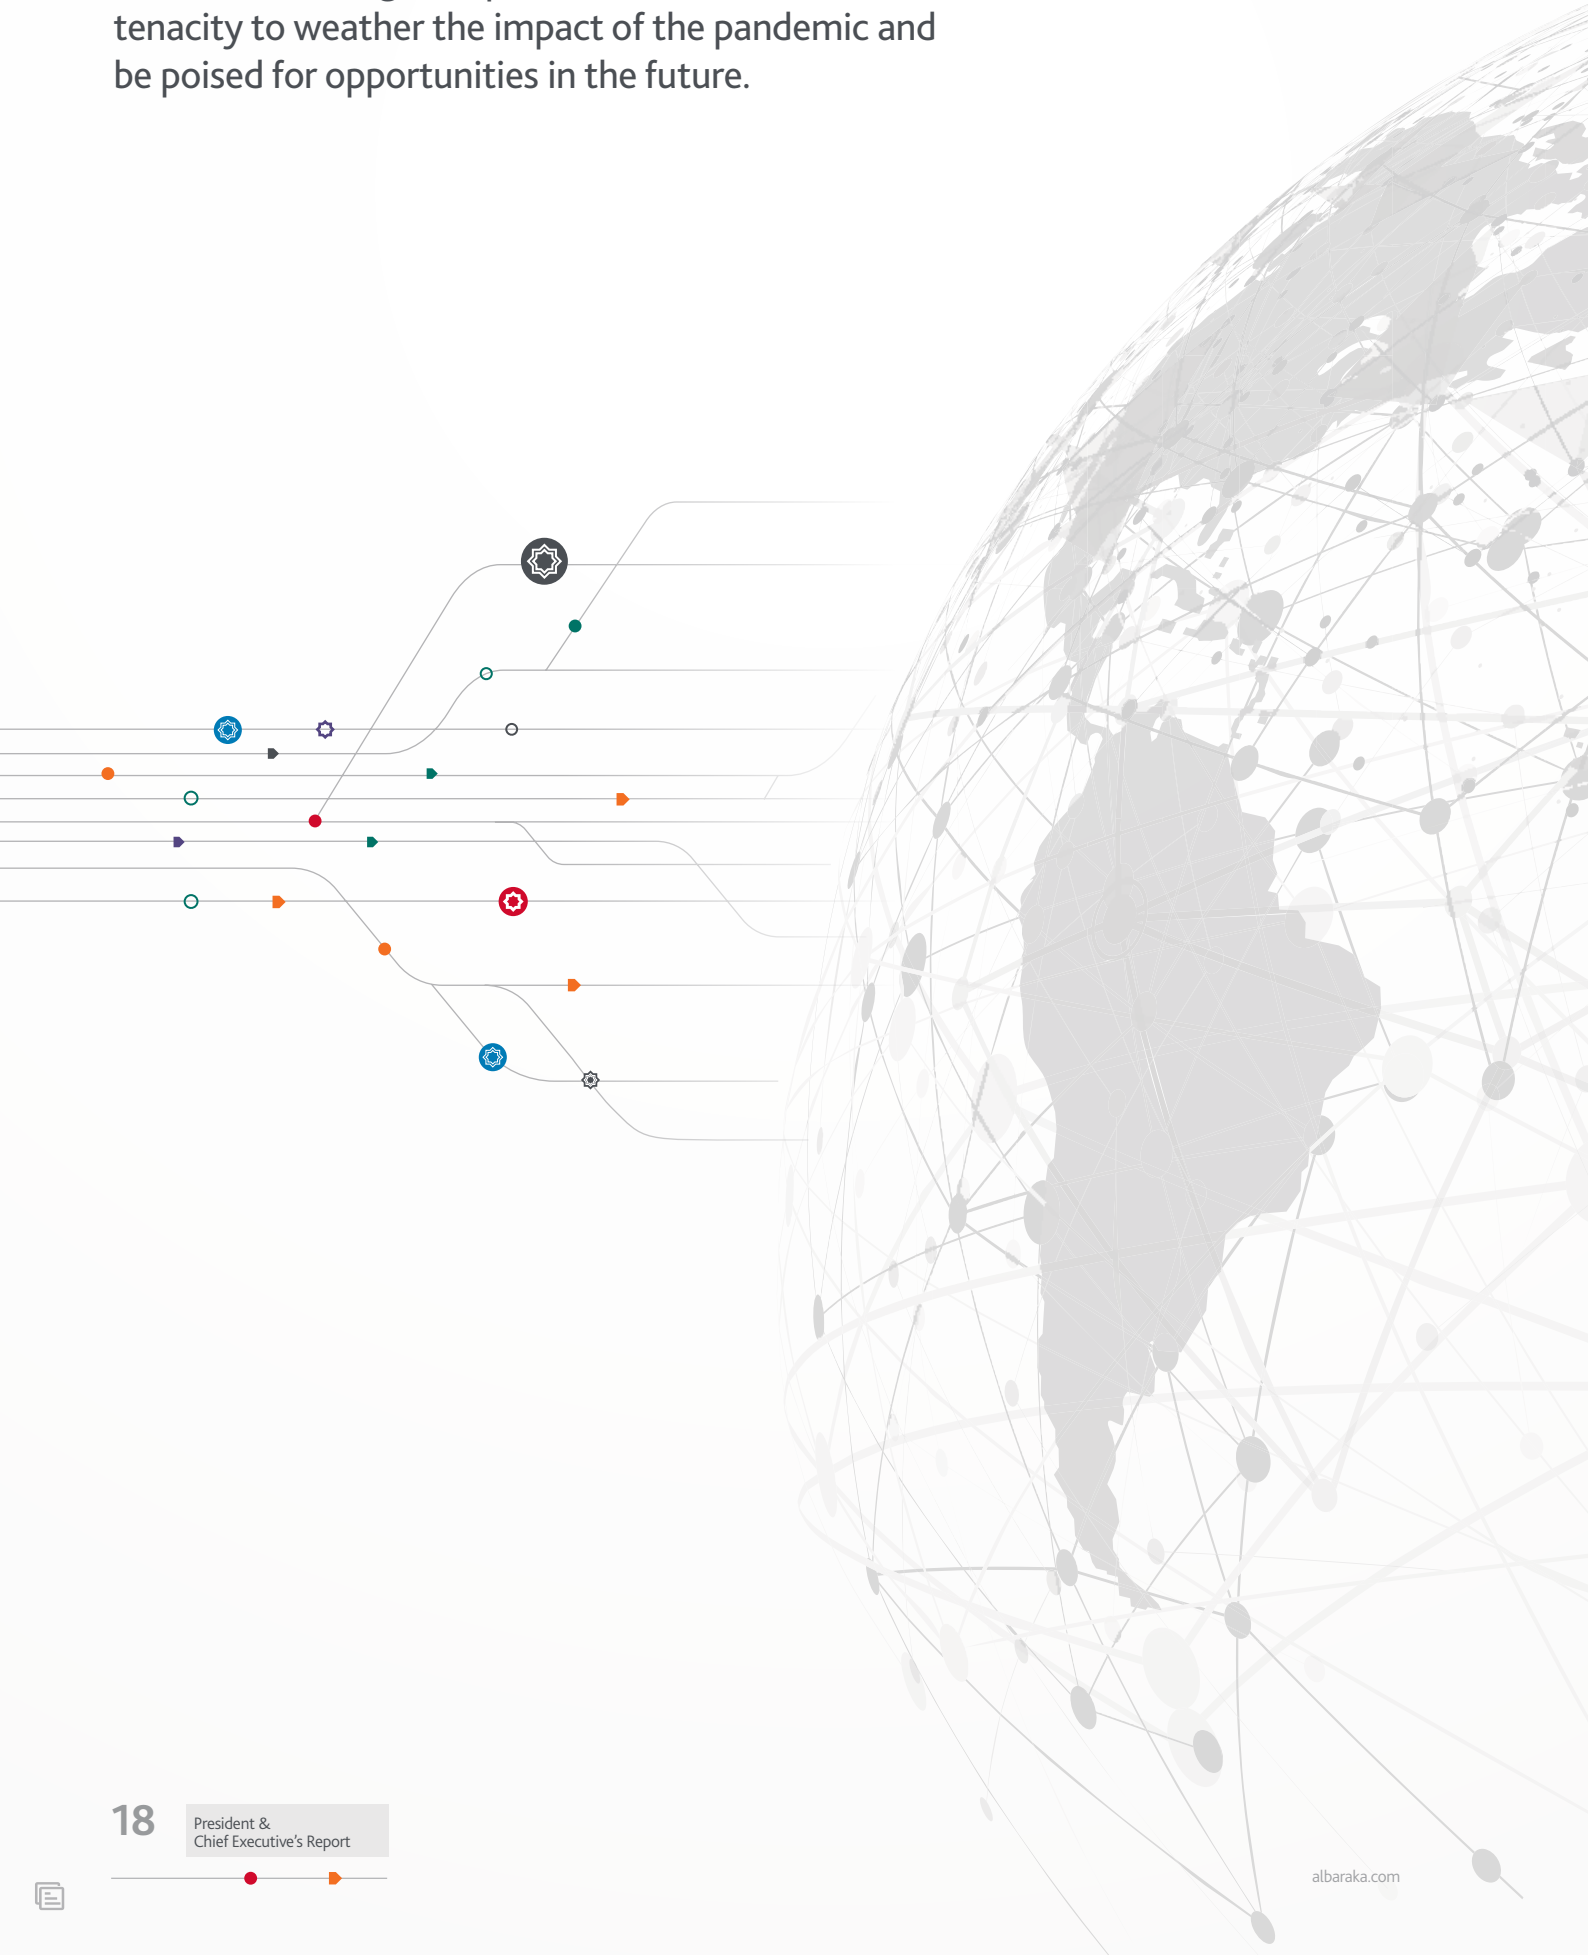 tenacity to weather the impact of the pandemic and
be poised for opportunities in the future.
18
President &
Chief Executive's Report
albaraka.com